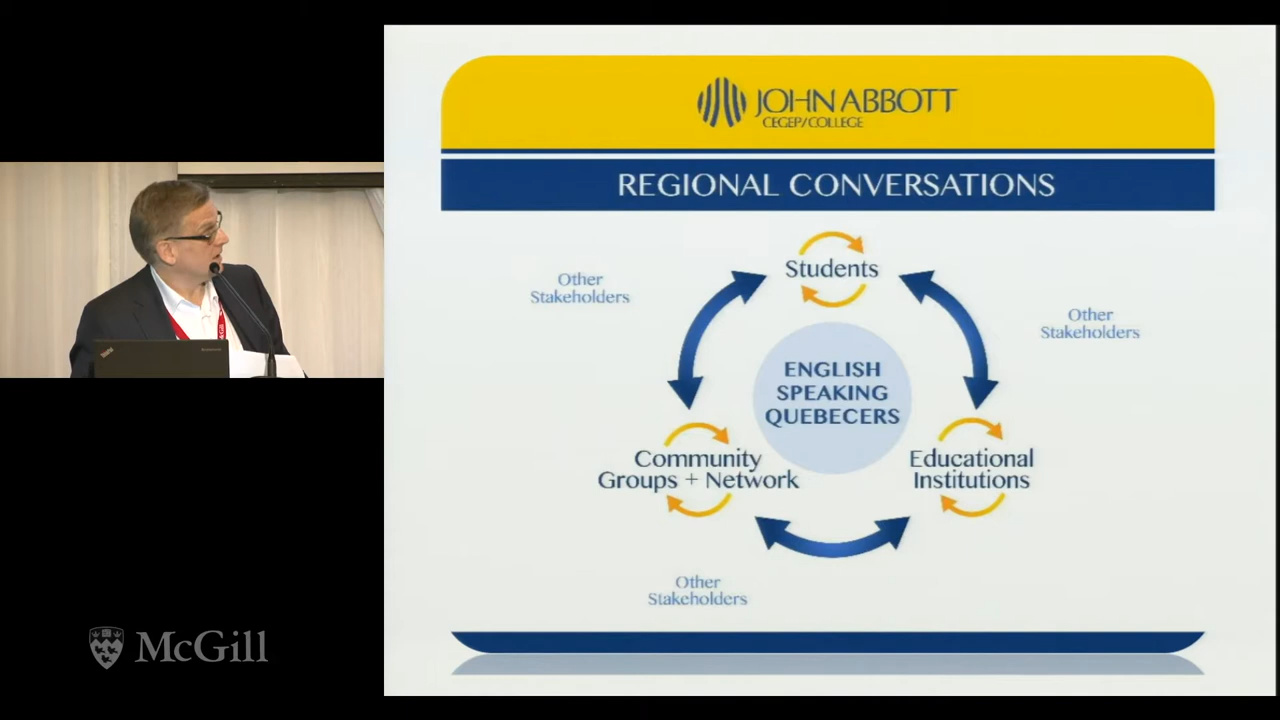 JOHN ABBOTT
CEGEP/COLLEGE
REGIONAL CONVERSATIONS
Students
Other
Stakeholders
Other
Stakeholders
ENGLISH
SPEAKING
QUEBECERS
Community
Groups + Network
Educational
Institutions
Other
Stakeholders
McGill
McGill